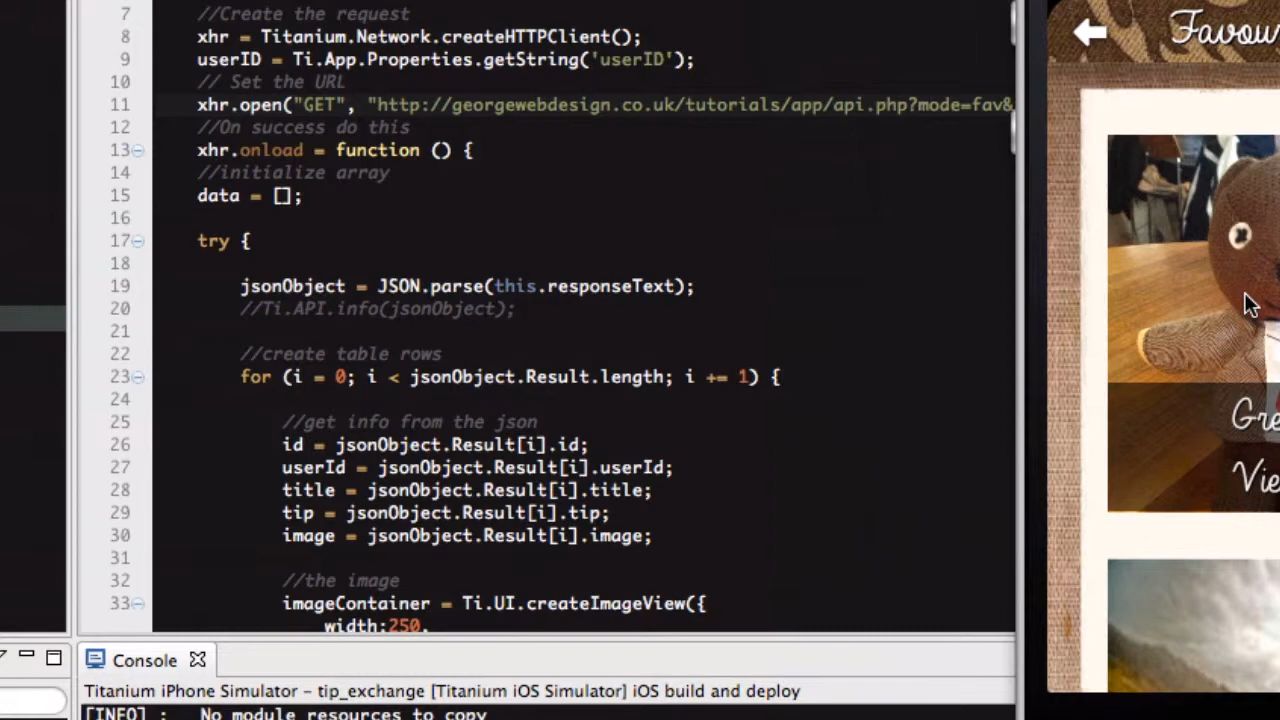 7 //Create the request
8 xhr = Titanium.Network.createHTTPClient();
9 userID = Ti.App.Properties.getString('userID');
10 // Set the URL
11 xhr.open("GET", "http://georgewebdesign.co.uk/tutorials/app/api.php?mode=fav&
12 //On success do this
13 xhr.onload = function () {
14 //initialize array
15 data = [];
16
17 try {
18
19 jsonObject = JSON.parse(this.responseText);
20 //Ti.API.info(jsonObject);
21
22 //create table rows
23 for (i = 0; i < jsonObject.Result.length; i += 1) {
24
25 //get info from the json
26 id = jsonObject.Result[i].id;
27 userId = jsonObject.Result[i].userId;
28 title = jsonObject.Result[i].title;
29 tip = jsonObject.Result[i].tip;
30 image = jsonObject.Result[i].image;
31
32 //the image
33 imageContainer = Ti.UI.createImageView({
width:250,
Console
Titanium iPhone Simulator - tip_exchange [Titanium iOS Simulator] iOS build and deploy
[INFO] : No module resources to copy
Favou
Gre
Vie